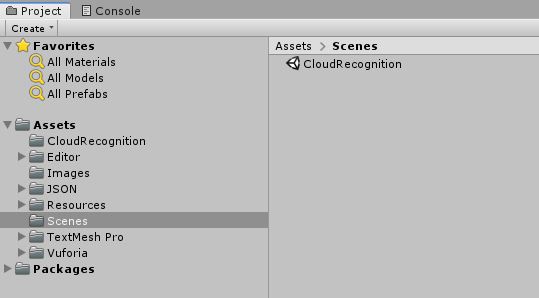 Project Console
Create
Favorites
All Materials
All Models
All Prefabs
Assets
CloudRecognition
Editor
Images
JSON
Resources
Scenes
TextMesh Pro
Vuforia
Packages
Assets > Scenes
CloudRecognition